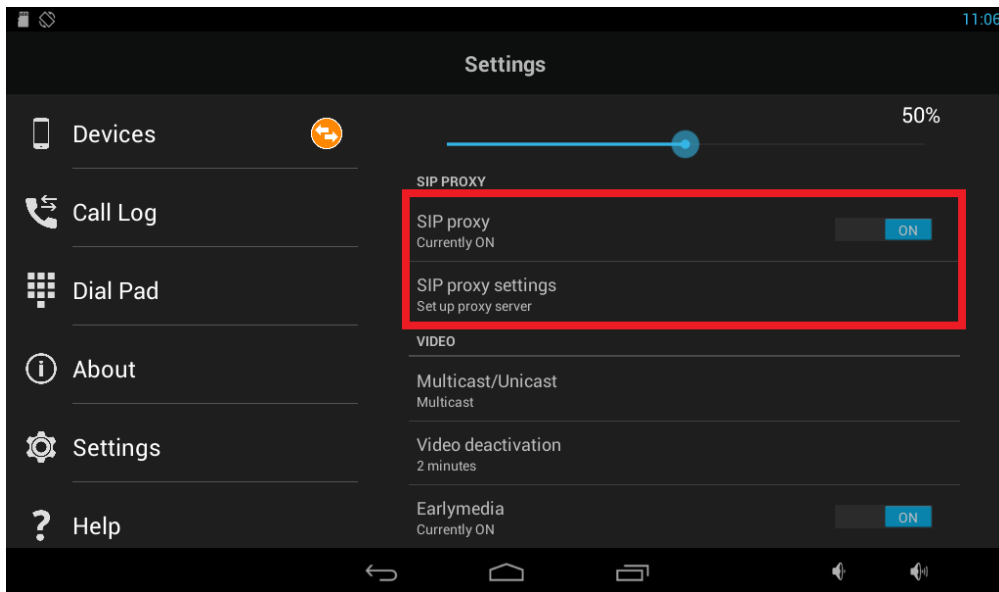 11:06
Settings
Devices
Call Log
Dial Pad
About
Settings
Help
50%
SIP PROXY
SIP proxy
Currently ON
ON
SIP proxy settings
Set up proxy server
VIDEO
Multicast/Unicast
Multicast
Video deactivation
2 minutes
Earlymedia
Currently ON
ON